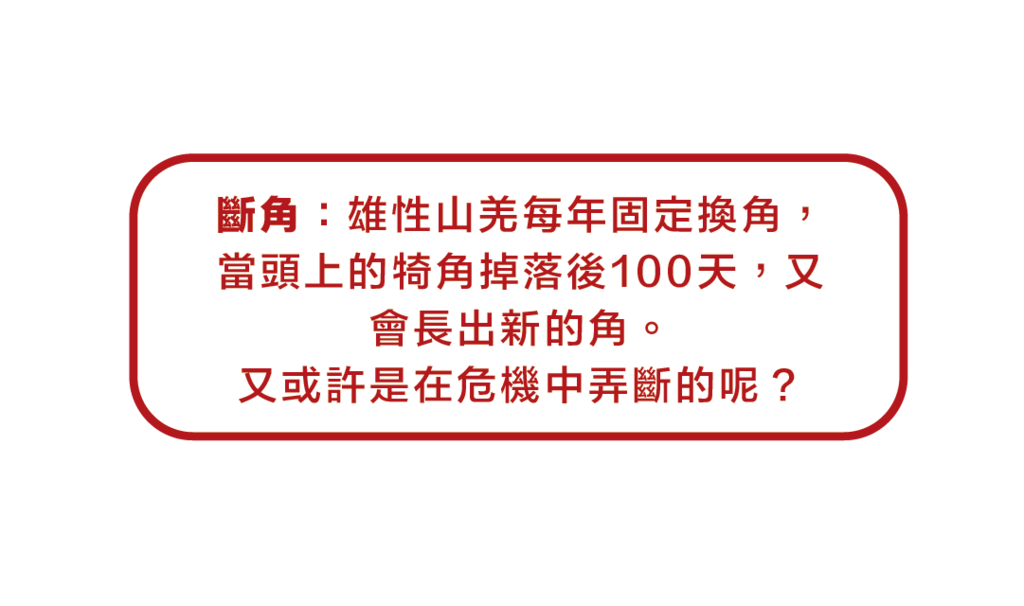 斷角：雄性山羌每年固定換角，
當頭上的犄角掉落後100天，又
會長出新的角。
又或許是在危機中弄斷的呢？